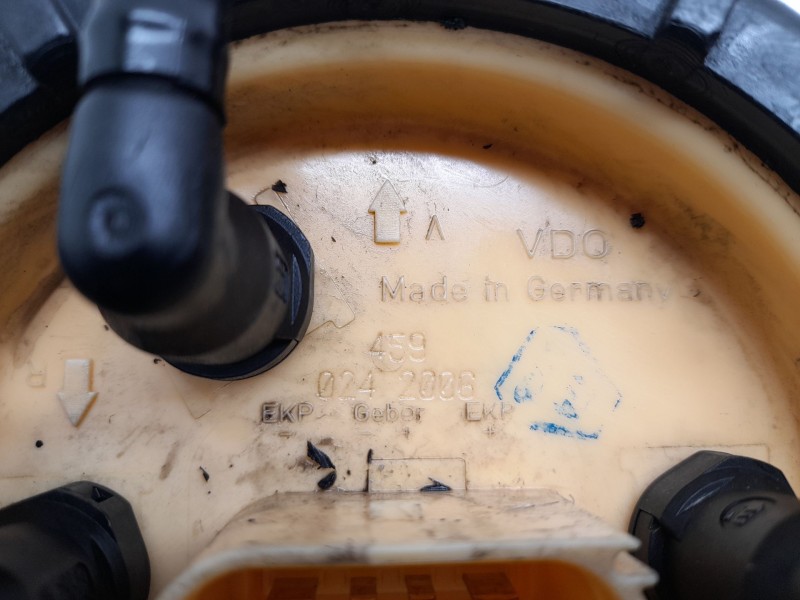 V VDO
Made in Germany
459
024 2006
R
EKP Geber EKP
- + - +